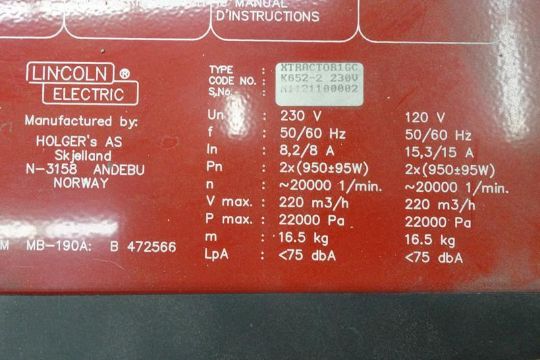 MANUAL
D'INSTRUCTIONS
LINCOLN ®
ELECTRIC
Manufactured by:
HOLGER's AS
Skjelland
N-3158 ANDEBU
NORWAY
M MB-190A: B 472566
TYPE : XTRACTOR1GC
CODE NO. : K652-2 230V
S.No. : N1121100002
Un : 230 V 120 V
f : 50/60 Hz 50/60 Hz
In : 8,2/8 A 15,3/15 A
Pn : 2x(950±95W) 2x(950±95W)
n : ~20000 1/min. ~20000 1/min.
V max. : 220 m3/h 220 m3/h
P max. : 22000 Pa 22000 Pa
m : 16.5 kg 16.5 kg
LpA : <75 dbA <75 dbA